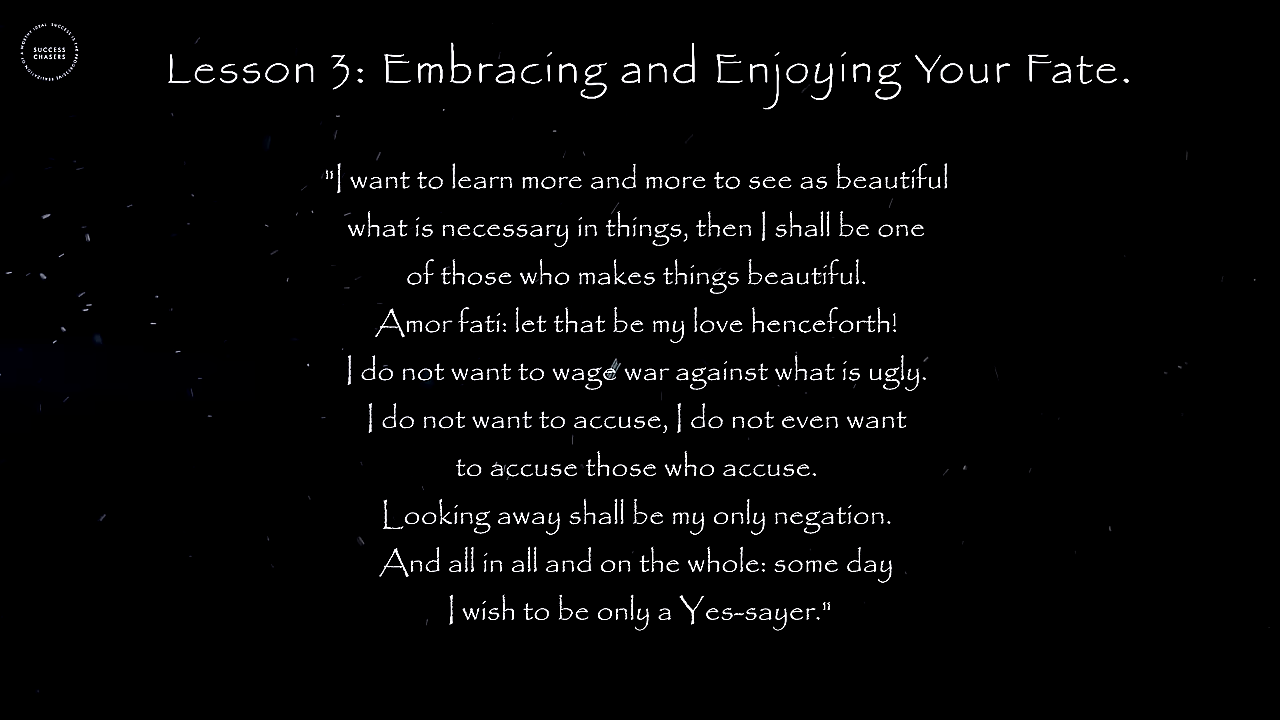 SUCCESS
CHASERS
Lesson 3: Embracing and Enjoying Your Fate.
"I want to learn more and more to see as beautiful
what is necessary in things, then I shall be one
of those who makes things beautiful.
Amor fati: let that be my love henceforth!
I do not want to wage war against what is ugly.
I do not want to accuse, I do not even want
to accuse those who accuse.
Looking away shall be my only negation.
And all in all and on the whole: some day
I wish to be only a Yes-sayer."